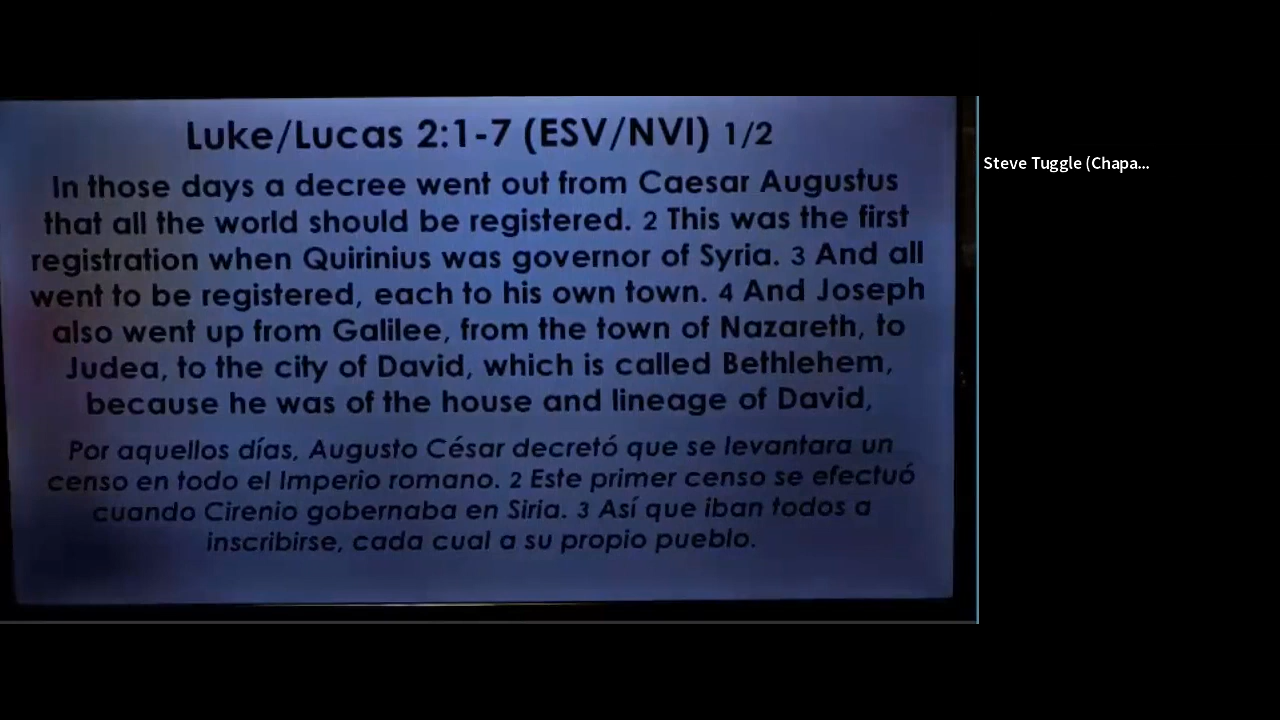 Luke/Lucas 2:1-7 (ESV/NVI) 1/2
In those days a decree went out from Caesar Augustus
that all the world should be registered. 2 This was the first
registration when Quirinius was governor of Syria. 3 And all
went to be registered, each to his own town. 4 And Joseph
also went up from Galilee, from the town of Nazareth, to
Judea, to the city of David, which is called Bethlehem,
because he was of the house and lineage of David,
Por aquellos días, Augusto César decretó que se levantara un
censo en todo el Imperio romano. 2 Este primer censo se efectuó
cuando Cirenio gobernaba en Siria. 3 Así que iban todos a
inscribirse, cada cual a su propio pueblo.
Steve Tuggle (Chapa...